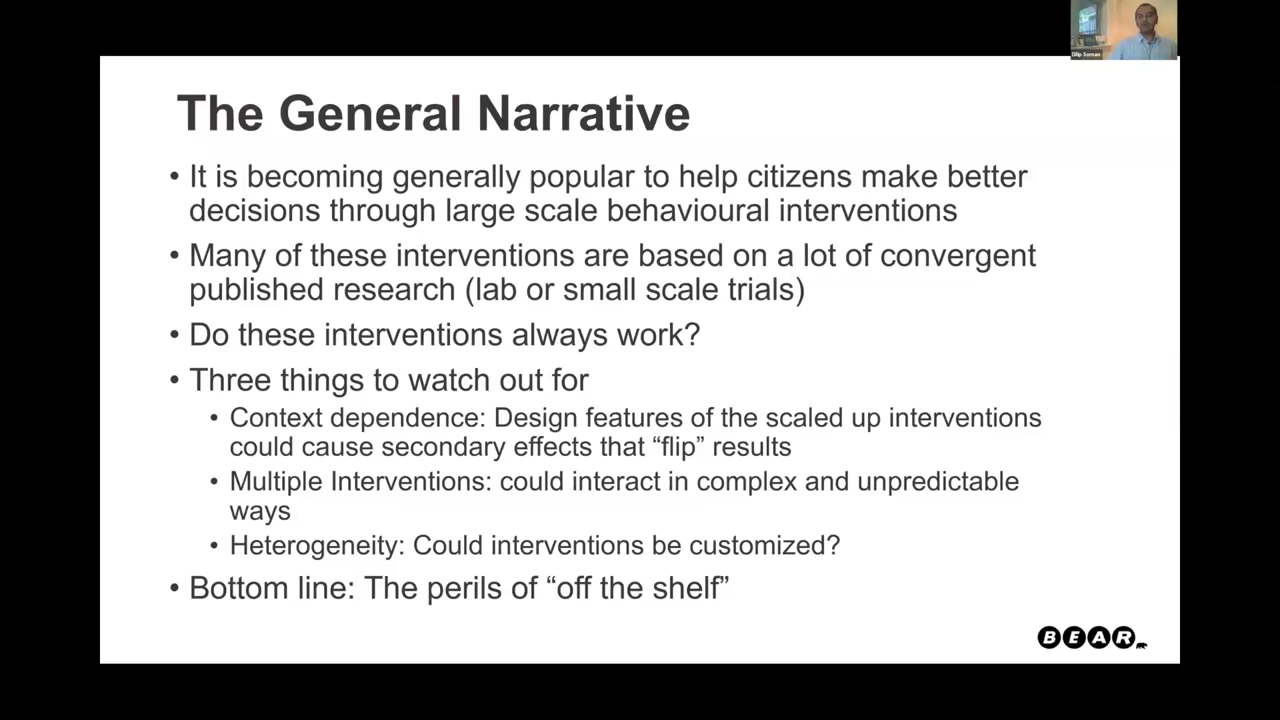 Dilip Soman
The General Narrative
• It is becoming generally popular to help citizens make better
decisions through large scale behavioural interventions
• Many of these interventions are based on a lot of convergent
published research (lab or small scale trials)
• Do these interventions always work?
• Three things to watch out for
• Context dependence: Design features of the scaled up interventions
could cause secondary effects that “flip” results
• Multiple Interventions: could interact in complex and unpredictable
ways
• Heterogeneity: Could interventions be customized?
• Bottom line: The perils of “off the shelf”
BEAR